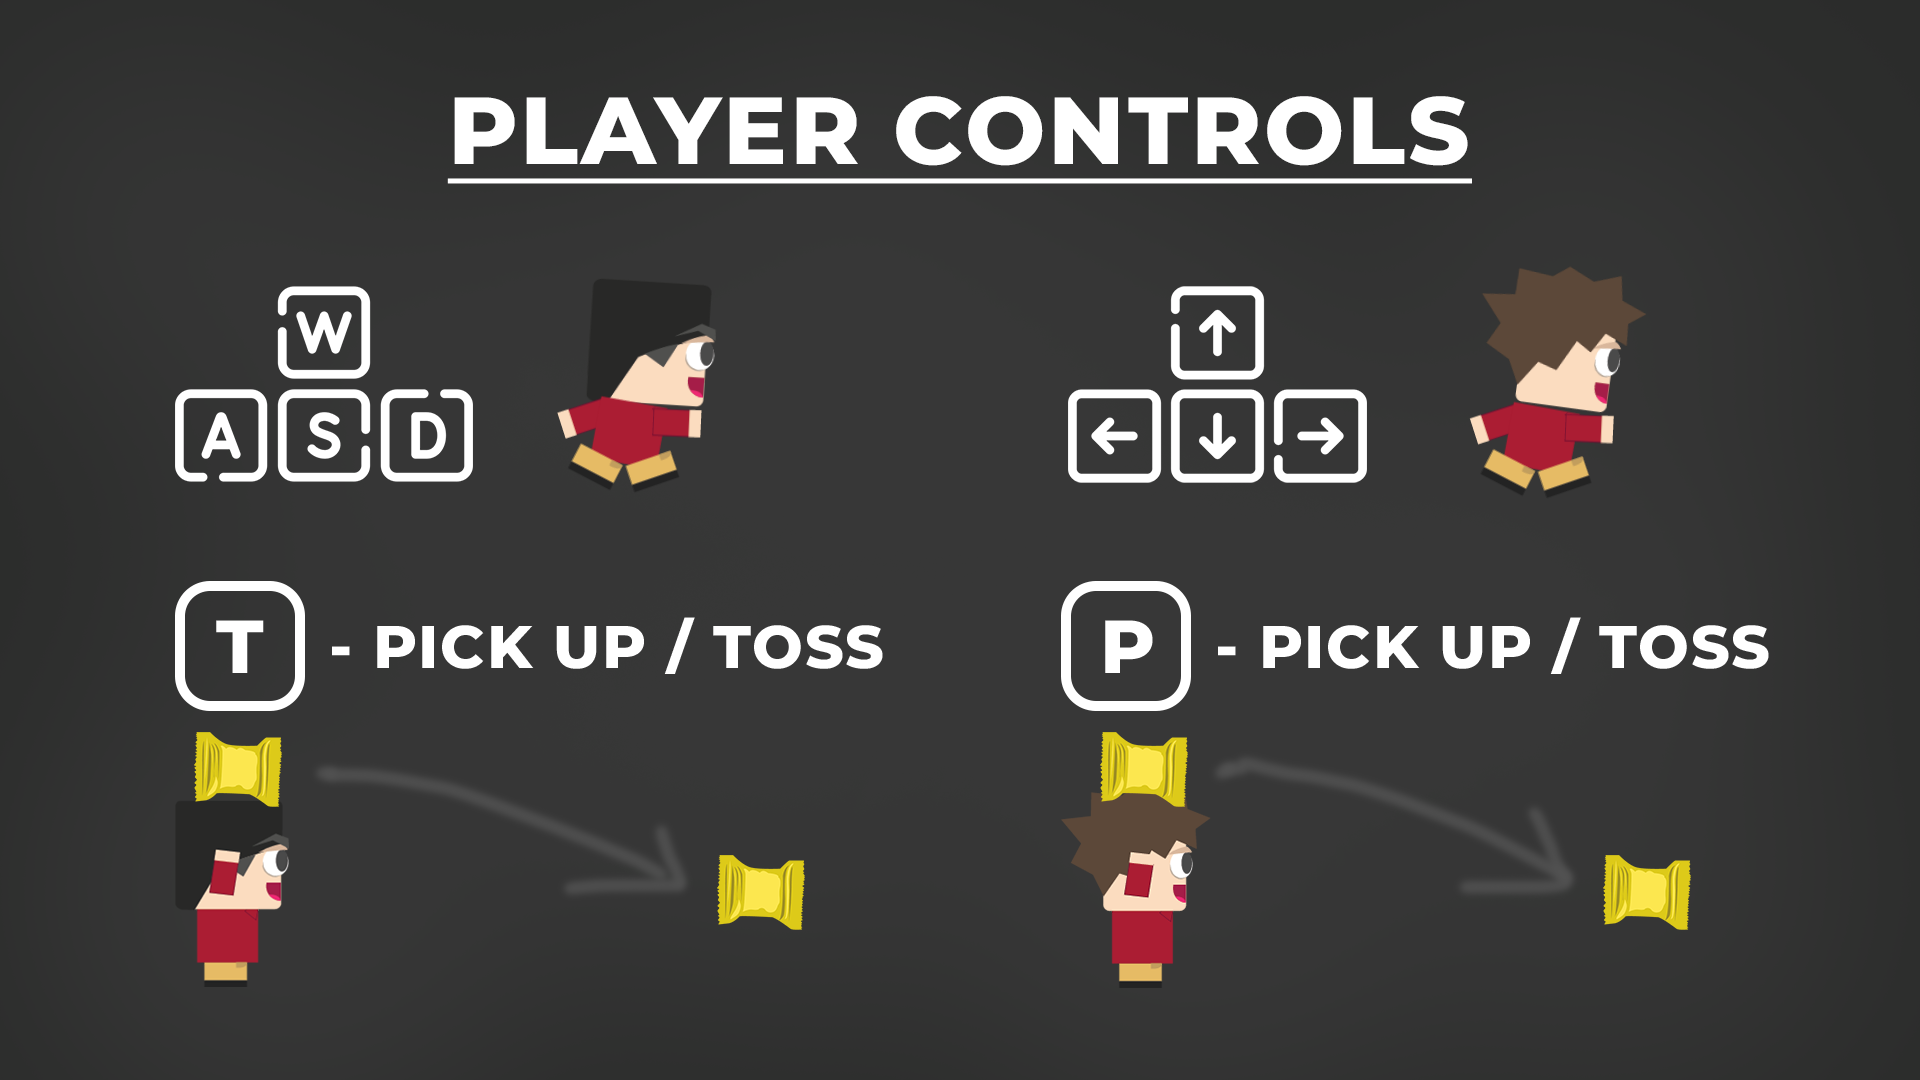 PLAYER CONTROLS
W
A S D
↑
← ↓ →
T - PICK UP / TOSS
P - PICK UP / TOSS